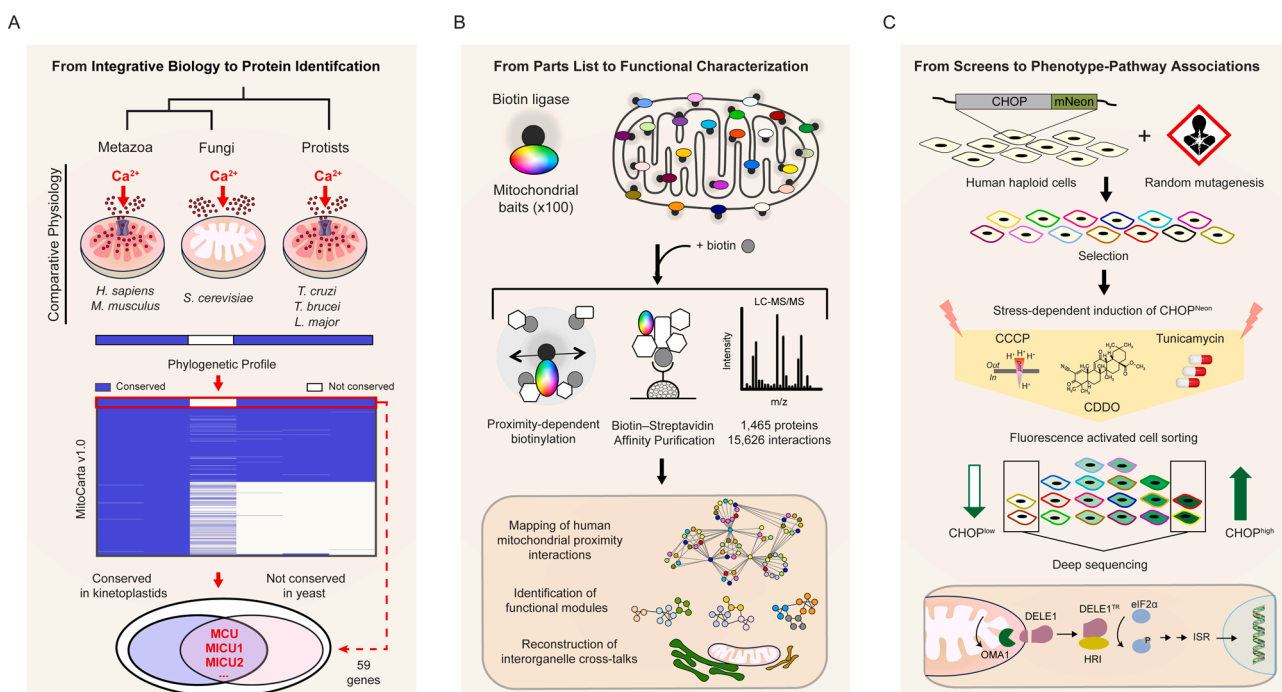 A
From Integrative Biology to Protein Identifcation
Metazoa
Fungi
Protists
Comparative Physiology
Ca2+
Ca2+
Ca2+
H. sapiens
M. musculus
S. cerevisiae
T. cruzi
T. brucei
L. major
Phylogenetic Profile
Conserved
Not conserved
MitoCarta v1.0
Conserved
in kinetoplastids
Not conserved
in yeast
MCU
MICU1
MICU2
...
59
genes
B
From Parts List to Functional Characterization
Biotin ligase
Mitochondrial
baits (x100)
+ biotin
LC-MS/MS
Intensity
m/z
Proximity-dependent
biotinylation
Biotin–Streptavidin
Affinity Purification
1,465 proteins
15,626 interactions
Mapping of human
mitochondrial proximity
interactions
Identification of
functional modules
Reconstruction of
interorganelle cross-talks
C
From Screens to Phenotype-Pathway Associations
CHOP
mNeon
+
Human haploid cells
Random mutagenesis
Selection
Stress-dependent induction of CHOPNeon
CCCP
H+
H+
H+
Out
In
H+
CDDO
Tunicamycin
Fluorescence activated cell sorting
CHOPlow
CHOPhigh
Deep sequencing
OMA1
DELE1
DELE1TR
HRI
eIF2α
P
ISR